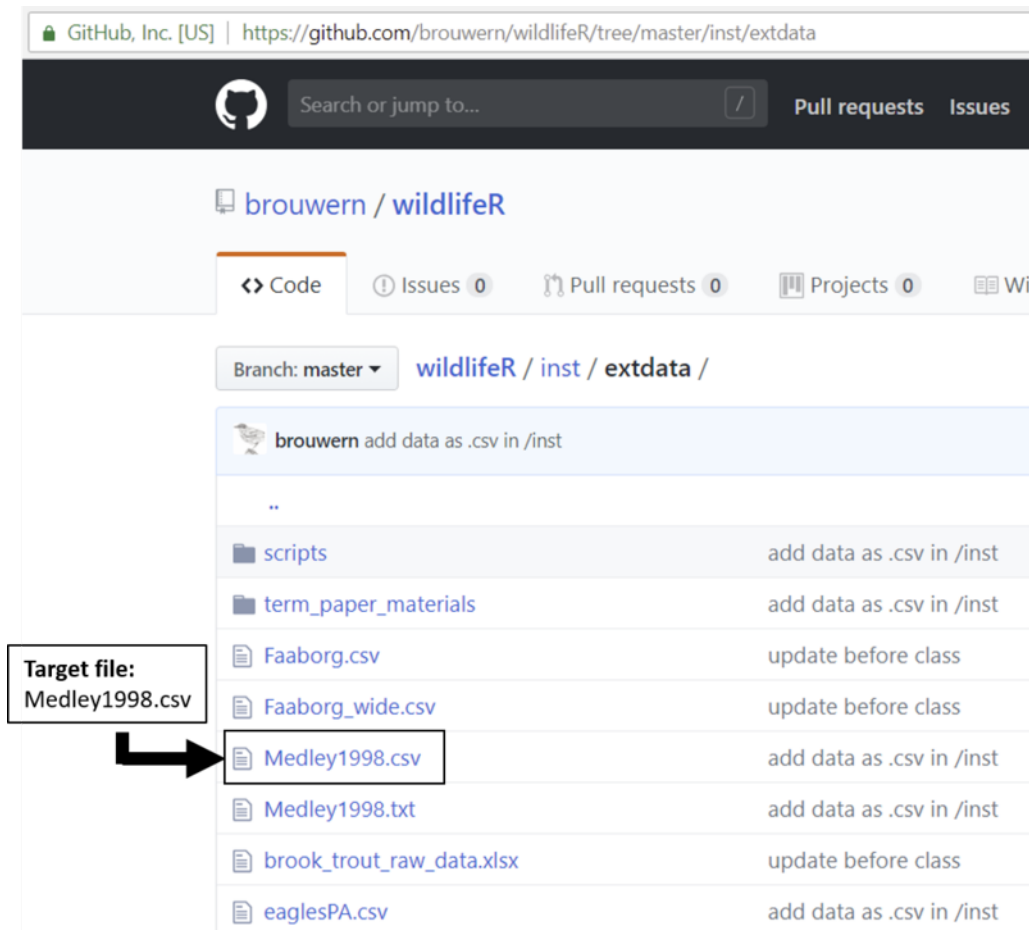 GitHub, Inc. [US] | https://github.com/brouwern/wildlifeR/tree/master/inst/extdata
Search or jump to... / Pull requests Issues
brouwern / wildlifeR
<> Code Issues 0 Pull requests 0 Projects 0 Wi
Branch: master wildlifeR / inst / extdata /
brouwern add data as .csv in /inst
..
scripts add data as .csv in /inst
term_paper_materials add data as .csv in /inst
Faaborg.csv update before class
Faaborg_wide.csv update before class
Target file:
Medley1998.csv
Medley1998.csv add data as .csv in /inst
Medley1998.txt add data as .csv in /inst
brook_trout_raw_data.xlsx update before class
eaglesPA.csv add data as .csv in /inst